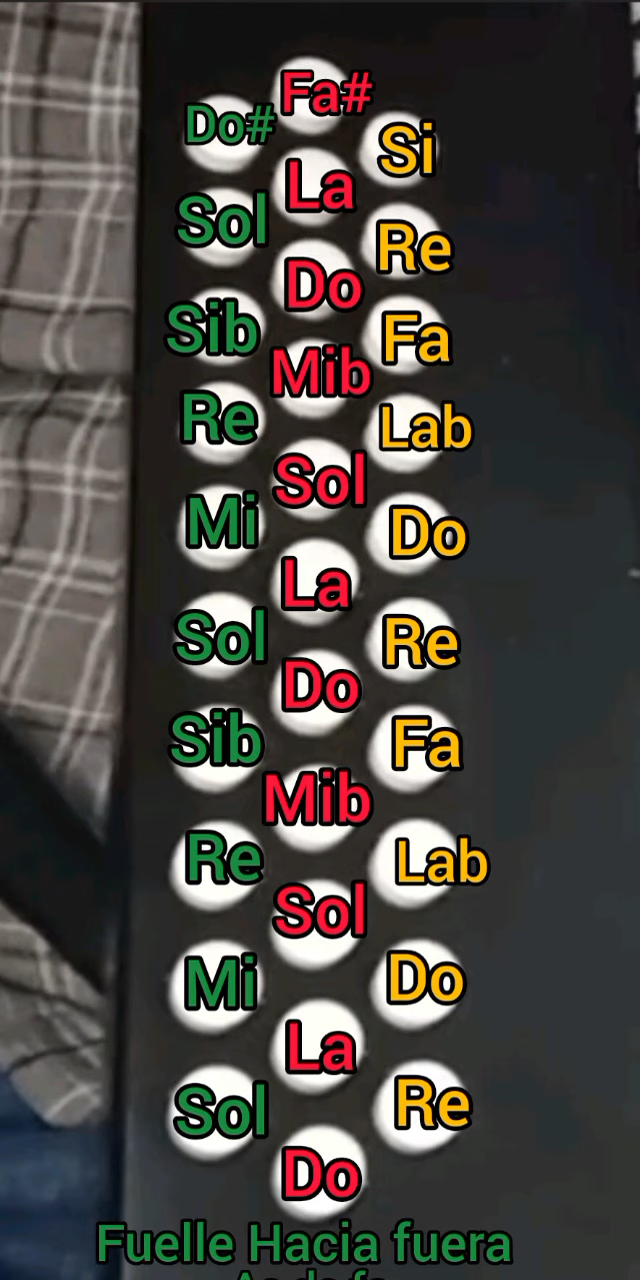 Fa#
Do#
Si
La
Sol
Re
Do
Sib
Fa
Mib
Re
Lab
Sol
Mi
Do
La
Sol
Re
Do
Sib
Fa
Mib
Re
Lab
Sol
Mi
Do
La
Sol
Re
Do
Fuelle Hacia fuera